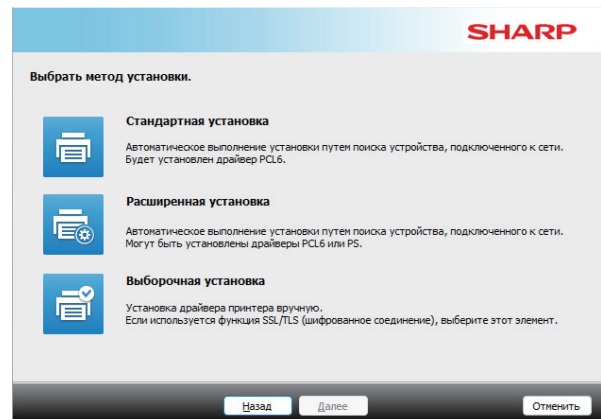 SHARP
Выбрать метод установки.
Стандартная установка
Автоматическое выполнение установки путем поиска устройства, подключенного к сети.
Будет установлен драйвер PCL6.
Расширенная установка
Автоматическое выполнение установки путем поиска устройства, подключенного к сети.
Могут быть установлены драйверы PCL6 или PS.
Выборочная установка
Установка драйвера принтера вручную.
Если используется функция SSL/TLS (шифрованное соединение), выберите этот элемент.
Назад Далее Отменить